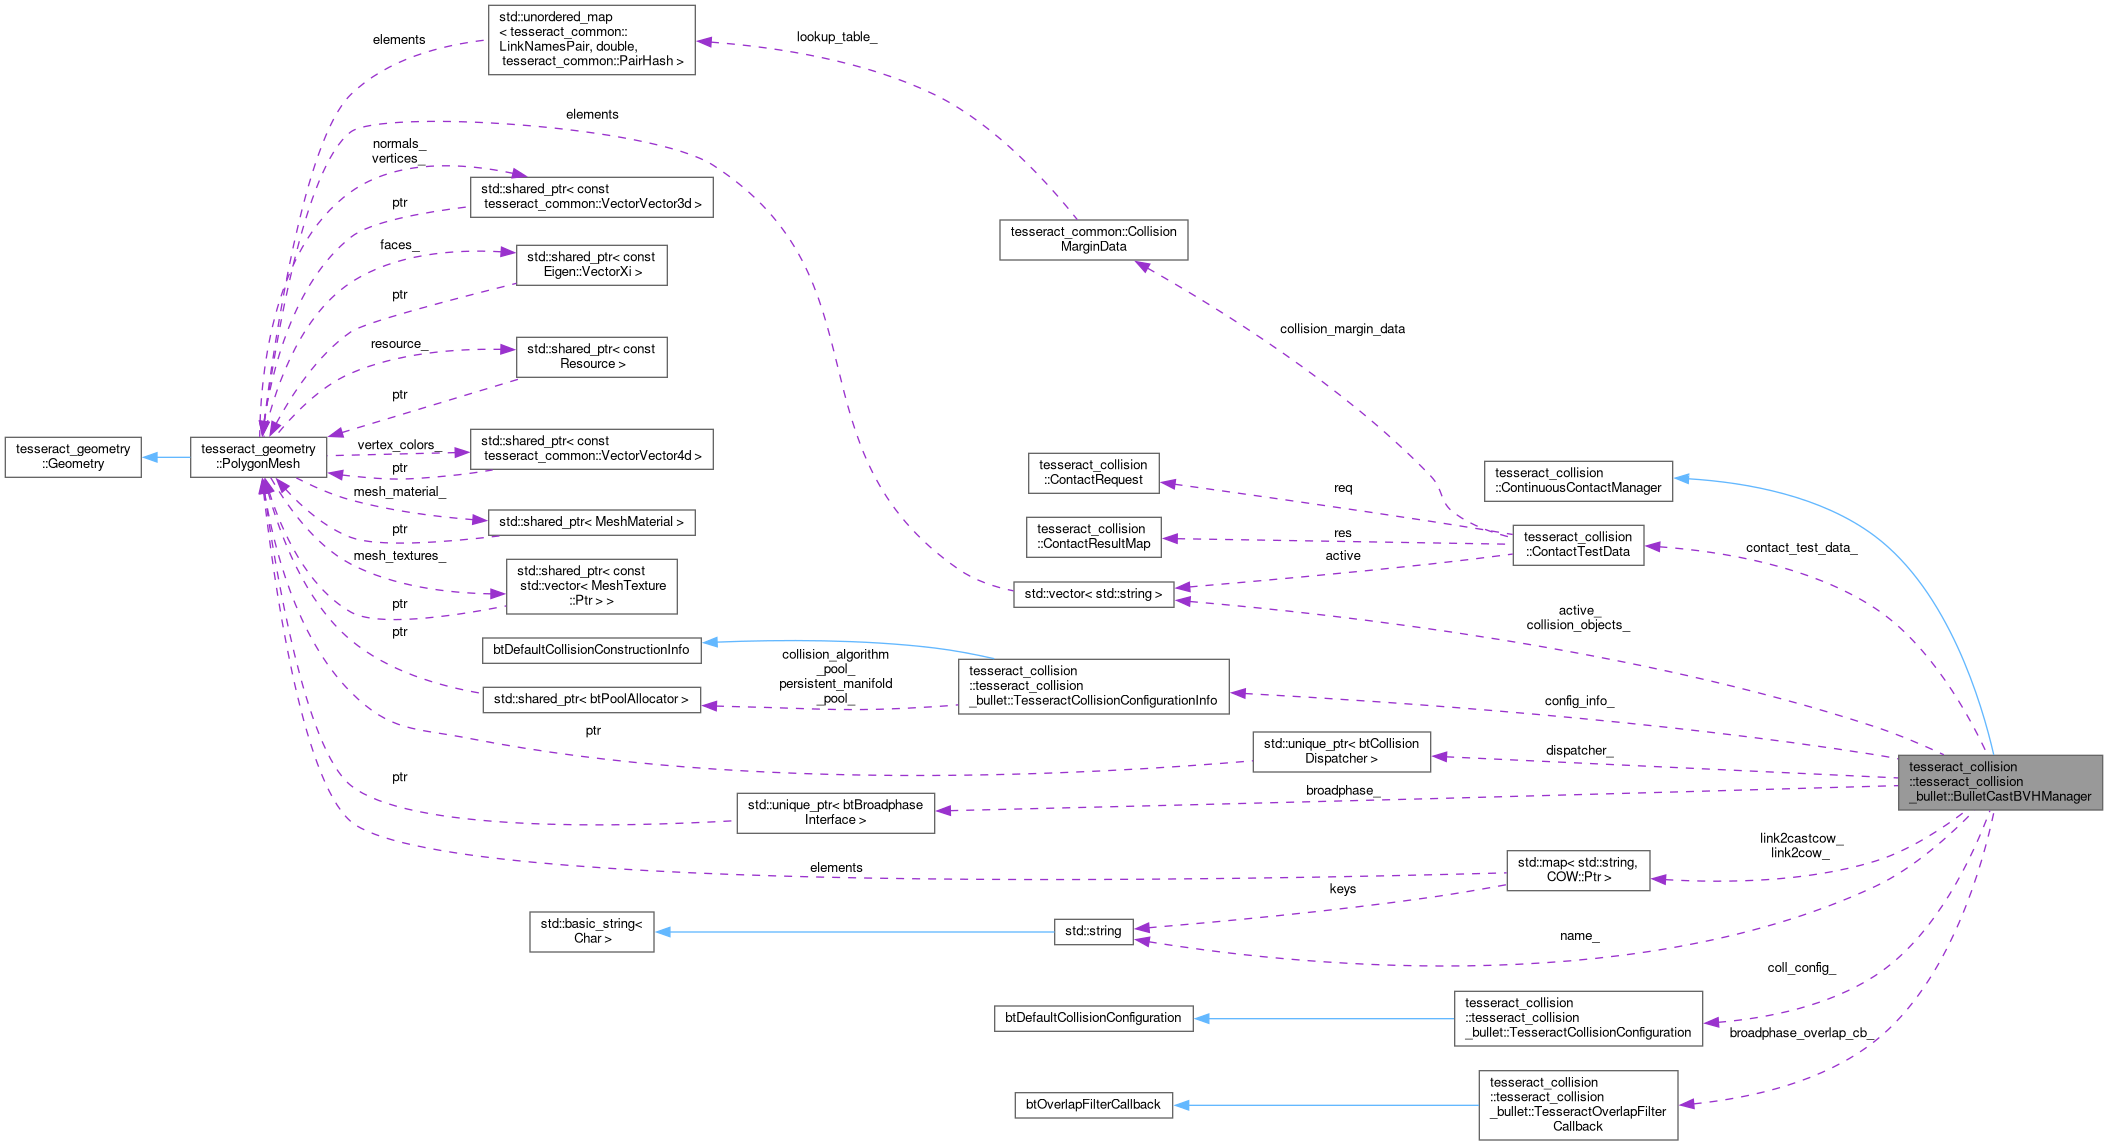 std::unordered_map
< tesseract_common::
LinkNamesPair, double,
tesseract_common::PairHash >
elements
lookup_table_
elements
normals_
vertices_
std::shared_ptr< const
tesseract_common::VectorVector3d >
ptr
tesseract_common::Collision
MarginData
faces_
std::shared_ptr< const
Eigen::VectorXi >
ptr
collision_margin_data
resource_
std::shared_ptr< const
Resource >
ptr
tesseract_geometry
::Geometry
tesseract_geometry
::PolygonMesh
vertex_colors_
std::shared_ptr< const
tesseract_common::VectorVector4d >
ptr
tesseract_collision
::ContactRequest
tesseract_collision
::ContinuousContactManager
req
mesh_material_
std::shared_ptr< MeshMaterial >
ptr
tesseract_collision
::ContactResultMap
res
tesseract_collision
::ContactTestData
contact_test_data_
mesh_textures_
active
std::shared_ptr< const
std::vector< MeshTexture
::Ptr > >
ptr
std::vector< std::string >
active_
collision_objects_
ptr
btDefaultCollisionConstructionInfo
collision_algorithm
_pool_
persistent_manifold
_pool_
tesseract_collision
::tesseract_collision
_bullet::TesseractCollisionConfigurationInfo
std::shared_ptr< btPoolAllocator >
config_info_
ptr
std::unique_ptr< btCollision
Dispatcher >
dispatcher_
tesseract_collision
::tesseract_collision
_bullet::BulletCastBVHManager
ptr
std::unique_ptr< btBroadphase
Interface >
broadphase_
link2castcow_
link2cow_
elements
std::map< std::string,
COW::Ptr >
keys
std::basic_string<
Char >
std::string
name_
coll_config_
btDefaultCollisionConfiguration
tesseract_collision
::tesseract_collision
_bullet::TesseractCollisionConfiguration
broadphase_overlap_cb_
btOverlapFilterCallback
tesseract_collision
::tesseract_collision
_bullet::TesseractOverlapFilter
Callback